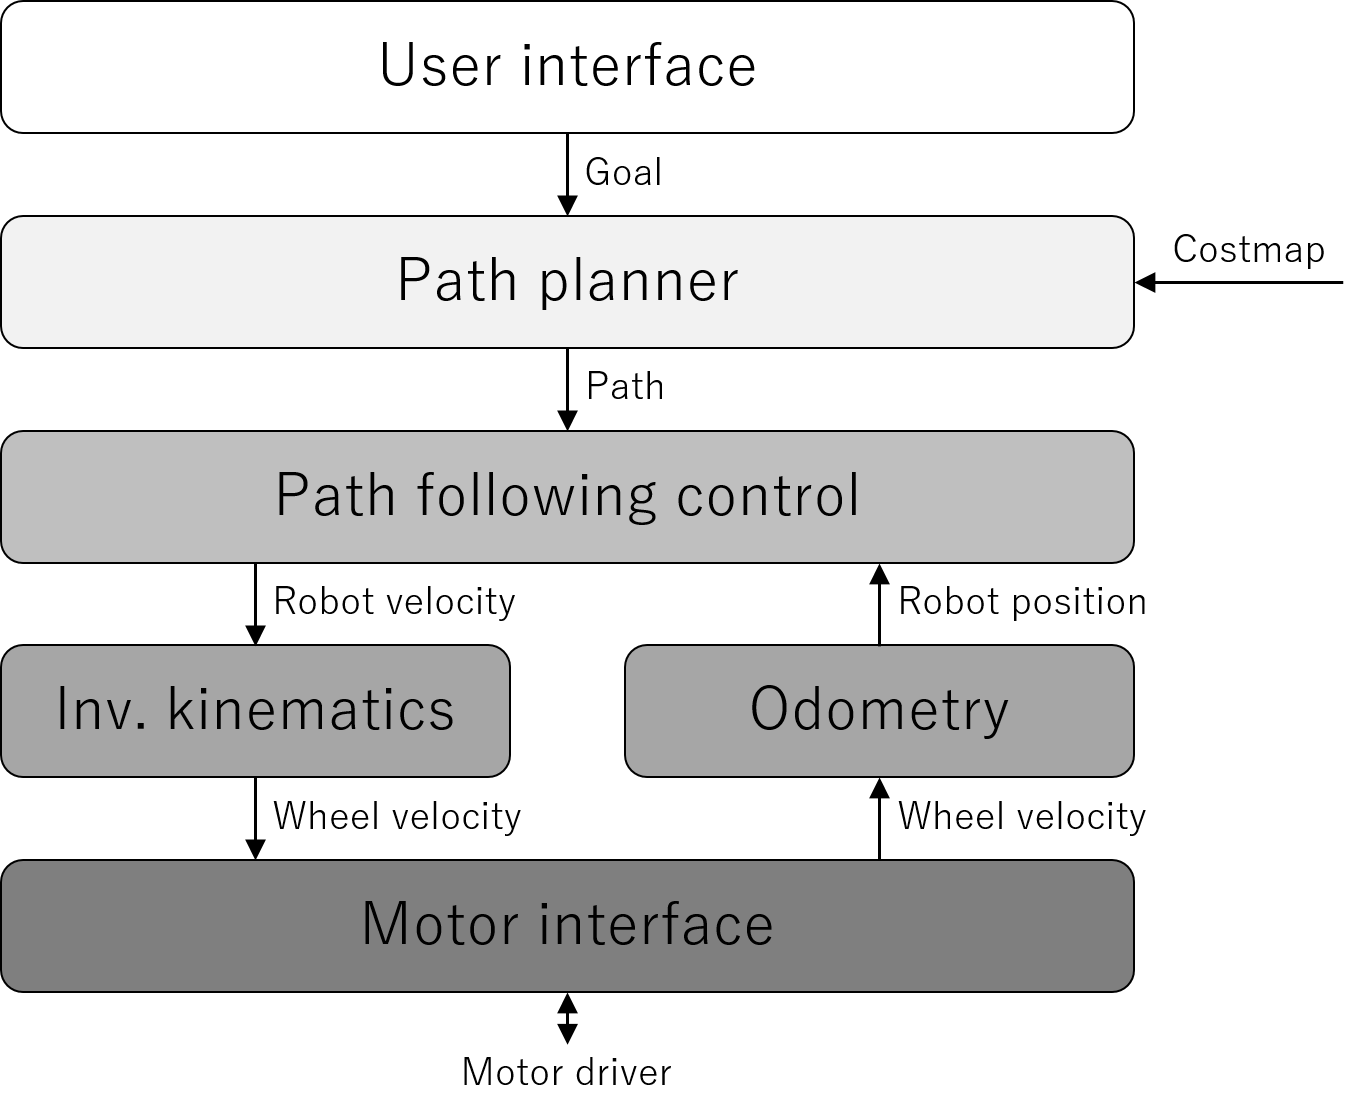 User interface
Goal
Path planner
Costmap
Path
Path following control
Robot velocity
Robot position
Inv. kinematics
Odometry
Wheel velocity
Wheel velocity
Motor interface
Motor driver